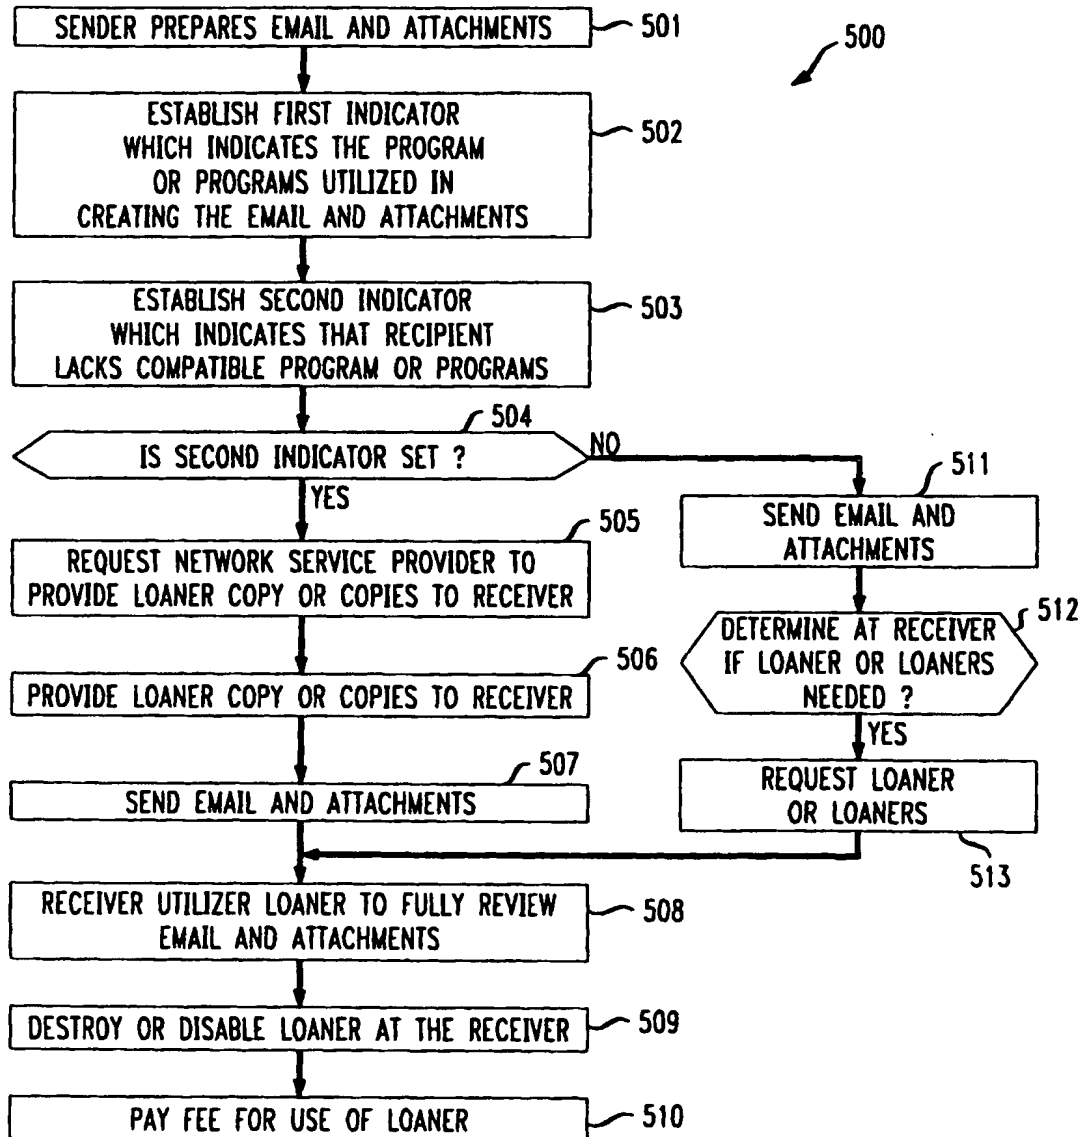 SENDER PREPARES EMAIL AND ATTACHMENTS
501
500
ESTABLISH FIRST INDICATOR
WHICH INDICATES THE PROGRAM
OR PROGRAMS UTILIZED IN
CREATING THE EMAIL AND ATTACHMENTS
502
ESTABLISH SECOND INDICATOR
WHICH INDICATES THAT RECIPIENT
LACKS COMPATIBLE PROGRAM OR PROGRAMS
503
504
IS SECOND INDICATOR SET ?
NO
YES
511
SEND EMAIL AND
ATTACHMENTS
505
REQUEST NETWORK SERVICE PROVIDER TO
PROVIDE LOANER COPY OR COPIES TO RECEIVER
512
DETERMINE AT RECEIVER
IF LOANER OR LOANERS
NEEDED ?
506
PROVIDE LOANER COPY OR COPIES TO RECEIVER
YES
507
SEND EMAIL AND ATTACHMENTS
REQUEST LOANER
OR LOANERS
513
RECEIVER UTILIZER LOANER TO FULLY REVIEW
EMAIL AND ATTACHMENTS
508
DESTROY OR DISABLE LOANER AT THE RECEIVER
509
PAY FEE FOR USE OF LOANER
510